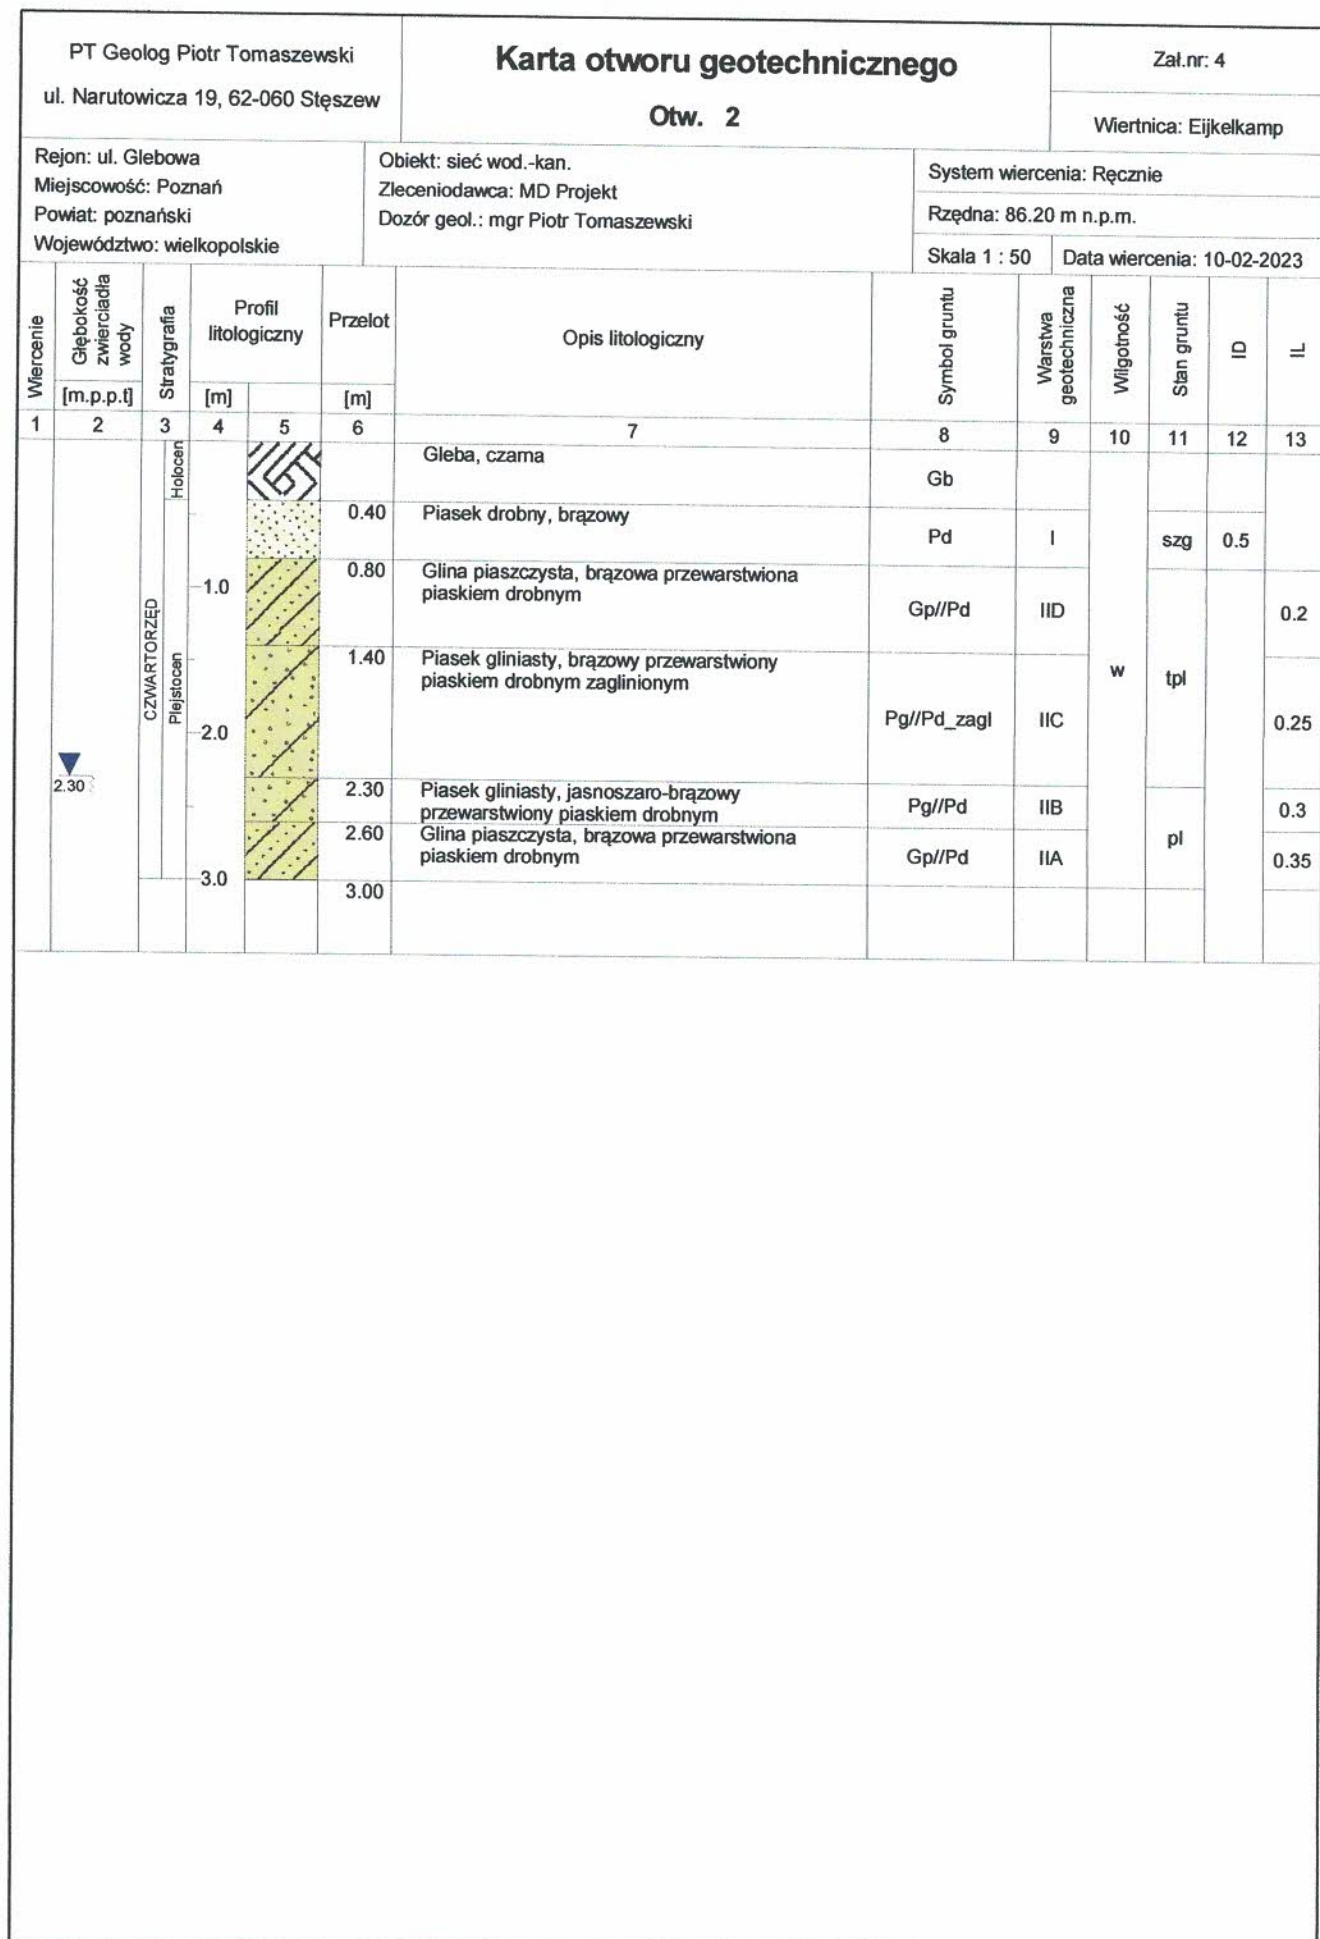 PT Geolog Piotr Tomaszewski
ul. Narutowicza 19, 62-060 Stęszew
Karta otworu geotechnicznego
Otw. 2
Zał.nr: 4
Wiertnica: Eijkelkamp
Rejon: ul. Glebowa
Miejscowość: Poznań
Powiat: poznański
Województwo: wielkopolskie
Obiekt: sieć wod.-kan.
Zleceniodawca: MD Projekt
Dozór geol.: mgr Piotr Tomaszewski
System wiercenia: Ręcznie
Rzędna: 86.20 m n.p.m.
Skala 1 : 50
Data wiercenia: 10-02-2023
Wiercenie
Głębokość
zwierciadła
wody
[m.p.p.t]
Stratygrafia
Profil
litologiczny
[m]
Przelot
[m]
Opis litologiczny
Symbol gruntu
Warstwa
geotechniczna
Wilgotność
Stan gruntu
ID
IL
1 2 3 4 5 6 7 8 9 10 11 12 13
Holocen
Gleba, czarna
Gb
0.40 Piasek drobny, brązowy
Pd I szg 0.5
0.80 Glina piaszczysta, brązowa przewarstwiona
piaskiem drobnym
1.0
Gp//Pd IID 0.2
CZWARTORZĘD
Plejstocen
1.40 Piasek gliniasty, brązowy przewarstwiony
piaskiem drobnym zaglinionym
w tpl
Pg//Pd_zagl IIC 0.25
2.0
2.30
2.30 Piasek gliniasty, jasnoszaro-brązowy
przewarstwiony piaskiem drobnym
Pg//Pd IIB 0.3
2.60 Glina piaszczysta, brązowa przewarstwiona
piaskiem drobnym
pl
Gp//Pd IIA 0.35
3.0
3.00